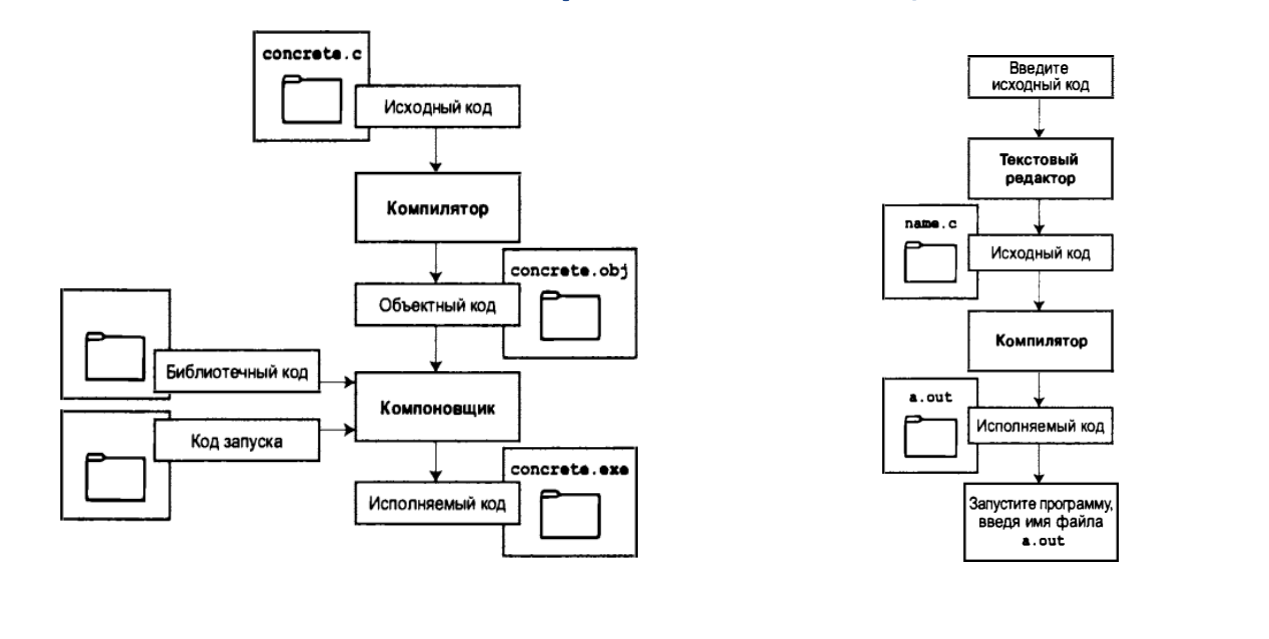 concrete.c
Исходный код
Компилятор
concrete.obj
Объектный код
Библиотечный код
Компоновщик
Код запуска
concrete.exe
Исполняемый код
Введите
исходный код
Текстовый
редактор
name.c
Исходный код
Компилятор
a.out
Исполняемый код
Запустите программу,
введя имя файла
a.out